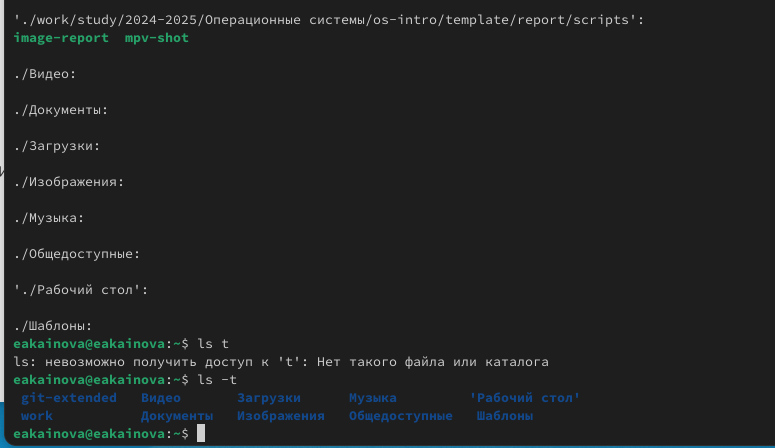 './work/study/2024-2025/Операционные системы/os-intro/template/report/scripts':
image-report  mpv-shot
./Видео:
./Документы:
./Загрузки:
./Изображения:
./Музыка:
./Общедоступные:
'./Рабочий стол':
./Шаблоны:
eakainova@eakainova:~$ ls t
ls: невозможно получить доступ к 't': Нет такого файла или каталога
eakainova@eakainova:~$ ls -t
git-extended   Видео       Загрузки      Музыка         'Рабочий стол'
work           Документы   Изображения   Общедоступные   Шаблоны
eakainova@eakainova:~$